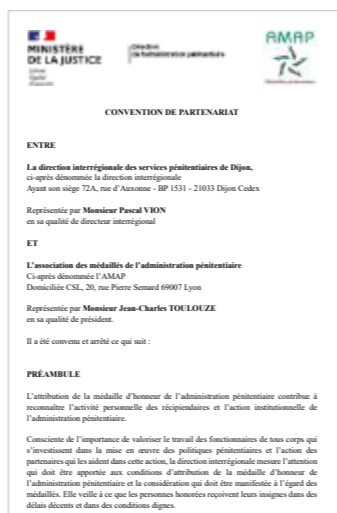 MINISTÈRE
DE LA JUSTICE
Direction
de l'administration pénitentiaire
AMAP
CONVENTION DE PARTENARIAT
ENTRE
La direction interrégionale des services pénitentiaires de Dijon,
ci-après dénommée la direction interrégionale
Ayant son siège 72A, rue d'Auxonne - BP 1531 - 21033 Dijon Cedex
Représentée par Monsieur Pascal VION
en sa qualité de directeur interrégional
ET
L'association des médaillés de l'administration pénitentiaire
Ci-après dénommée l'AMAP
Domiciliée CSL, 20, rue Pierre Semard 69007 Lyon
Représentée par Monsieur Jean-Charles TOULOUZE
en sa qualité de président.
Il a été convenu et arrêté ce qui suit :
PRÉAMBULE
L'attribution de la médaille d'honneur de l'administration pénitentiaire contribue à
reconnaître l'activité personnelle des récipiendaires et l'action institutionnelle de
l'administration pénitentiaire.
Consciente de l'importance de valoriser le travail des fonctionnaires de tous corps qui
s'investissent dans la mise en œuvre des politiques pénitentiaires et l'action des
partenaires qui les aident dans cette action, la direction interrégionale mesure l'attention
qui doit être apportée aux conditions d'attribution de la médaille d'honneur de
l'administration pénitentiaire et la considération qui doit être manifestée à l'égard des
médaillés. Elle veille à ce que les personnes honorées reçoivent leurs insignes dans des
délais décents et dans des conditions dignes.